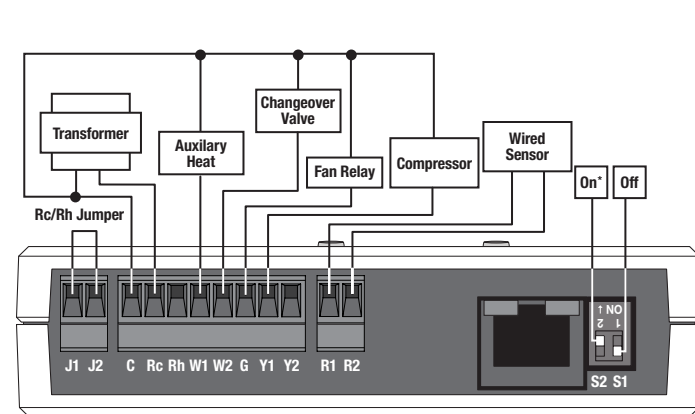 Transformer
Auxilary
Heat
Changeover
Valve
Fan Relay
Compressor
Wired
Sensor
On*
Off
Rc/Rh Jumper
J1 J2 C Rc Rh W1 W2 G Y1 Y2 R1 R2
ON ↑
1 2
S2 S1